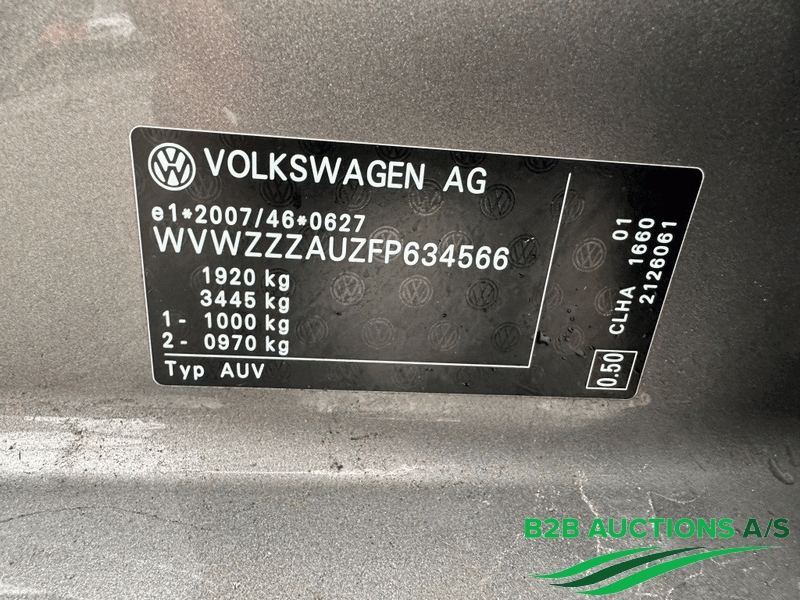 VOLKSWAGEN AG
e1*2007/46*0627
WVWZZZAUZFP634566
1920 kg
3445 kg
1- 1000 kg
2- 0970 kg
Typ AUV
01
CLHA 1660
2126061
0.50
B2B AUCTIONS A/S